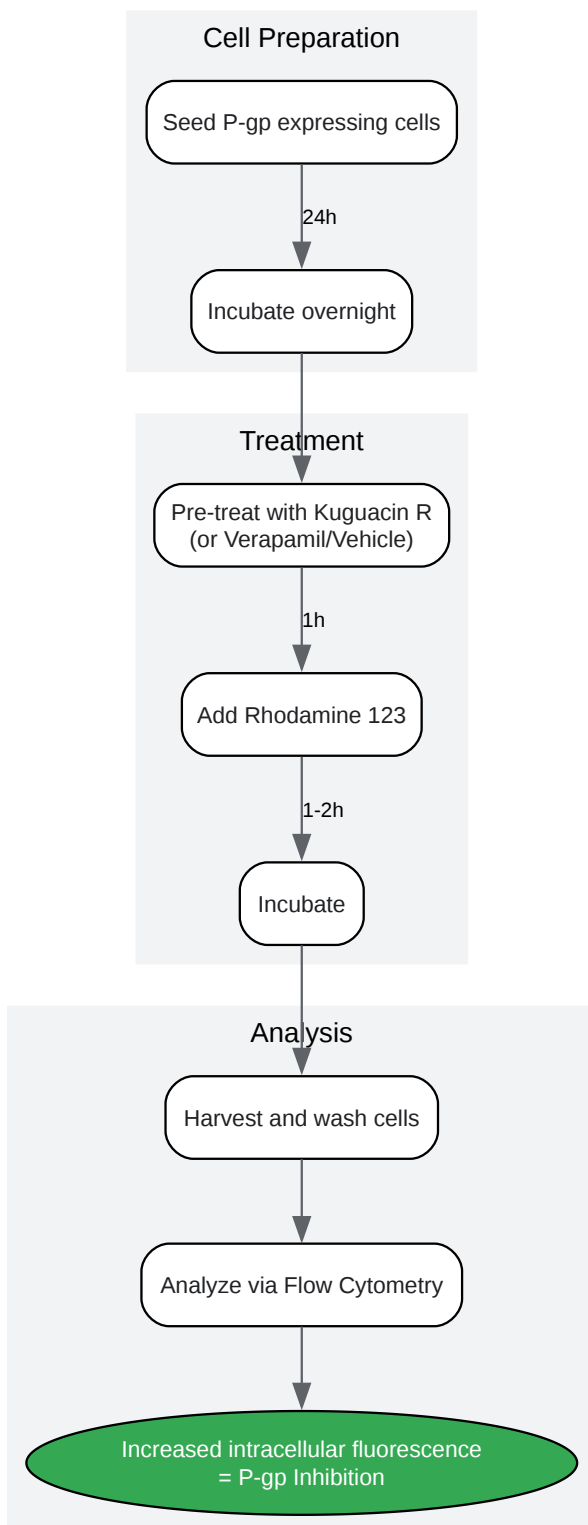 Cell Preparation
Seed P-gp expressing cells
24h
Incubate overnight
Treatment
Pre-treat with Kuguacin R
(or Verapamil/Vehicle)
1h
Add Rhodamine 123
1-2h
Incubate
Analysis
Harvest and wash cells
Analyze via Flow Cytometry
Increased intracellular fluorescence
= P-gp Inhibition